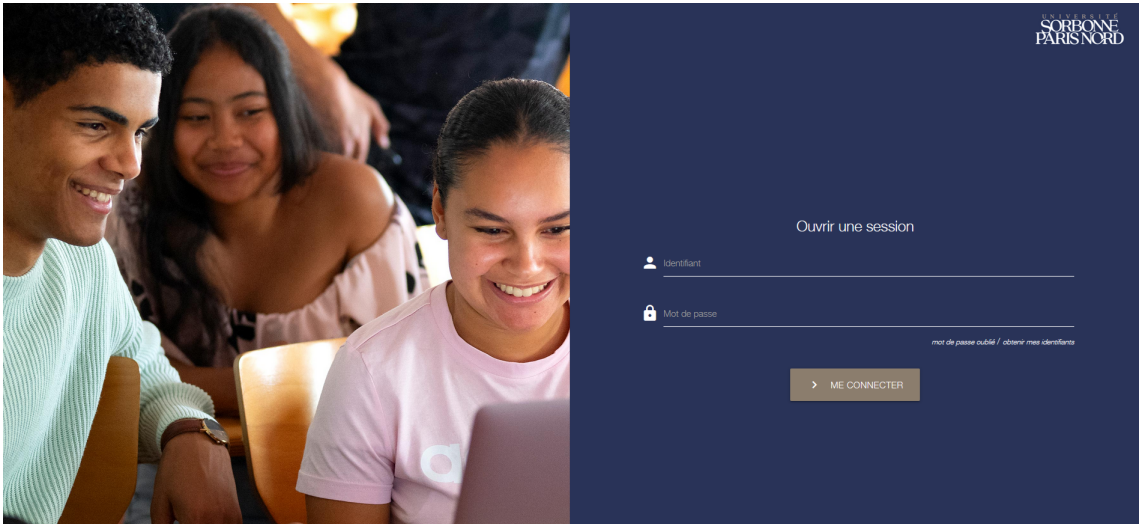 UNIVERSITÉ
SORBONNE
PARIS NORD
Ouvrir une session
Identifiant
Mot de passe
mot de passe oublié / obtenir mes identifiants
ME CONNECTER
a